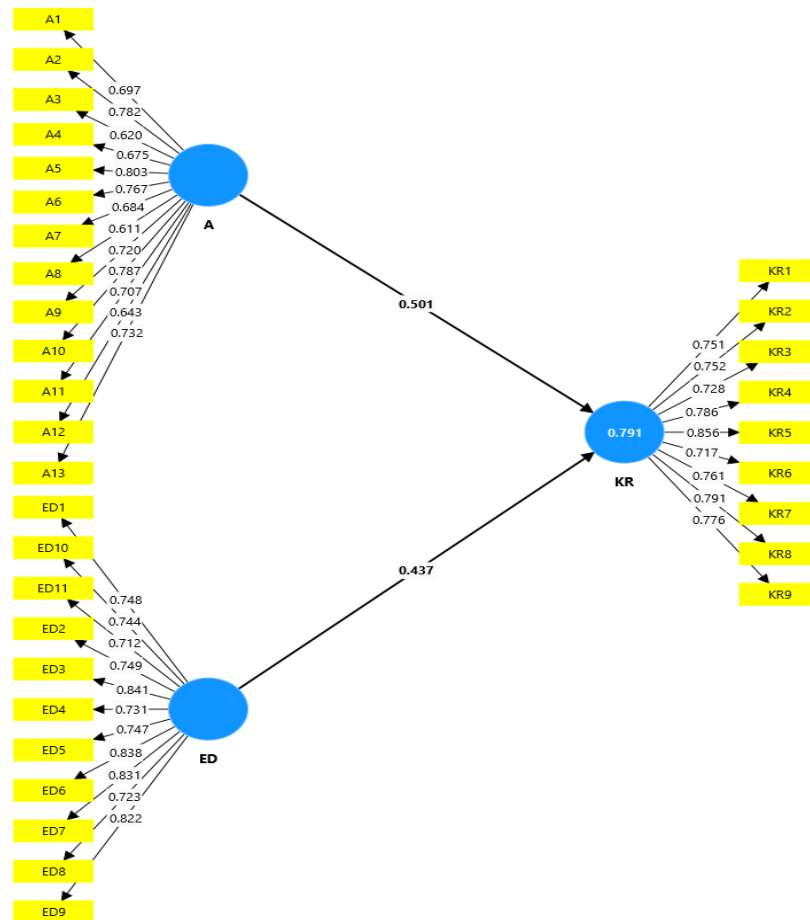 A1
A2
A3
A4
A5
A6
A7
A8
A9
A10
A11
A12
A13
0.697
0.782
0.620
0.675
0.803
0.767
0.684
0.611
0.720
0.787
0.707
0.643
0.732
A
ED1
ED10
ED11
ED2
ED3
ED4
ED5
ED6
ED7
ED8
ED9
0.748
0.744
0.712
0.749
0.841
0.731
0.747
0.838
0.831
0.723
0.822
ED
0.501
0.437
0.791
KR
0.751
0.752
0.728
0.786
0.856
0.717
0.761
0.791
0.776
KR1
KR2
KR3
KR4
KR5
KR6
KR7
KR8
KR9